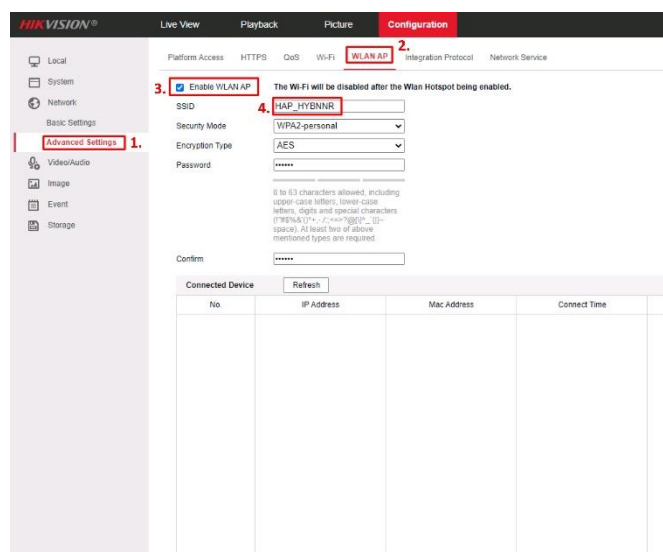 HIKVISION®
Live View Playback Picture Configuration
Local
System
Network
Basic Settings
Advanced Settings 1.
Video/Audio
Image
Event
Storage
2.
Platform Access HTTPS QoS Wi-Fi WLAN AP Integration Protocol Network Service
3. Enable WLAN AP The Wi-Fi will be disabled after the Wlan Hotspot being enabled.
SSID 4. HAP_HYBNNR
Security Mode WPA2-personal
Encryption Type AES
Password ••••••
8 to 63 characters allowed, including
upper-case letters, lower-case
letters, digits and special characters
space). At least two of above
mentioned types are required.
Confirm ••••••
Connected Device Refresh
No. IP Address Mac Address Connect Time